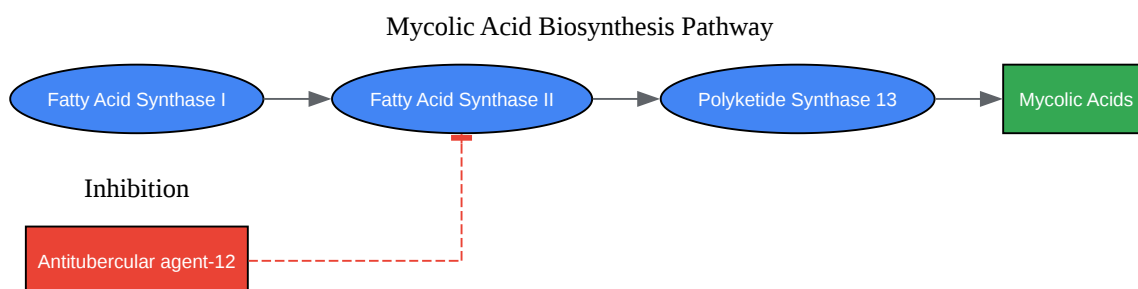 Mycolic Acid Biosynthesis Pathway
Fatty Acid Synthase I
Fatty Acid Synthase II
Polyketide Synthase 13
Mycolic Acids
Inhibition
Antitubercular agent-12